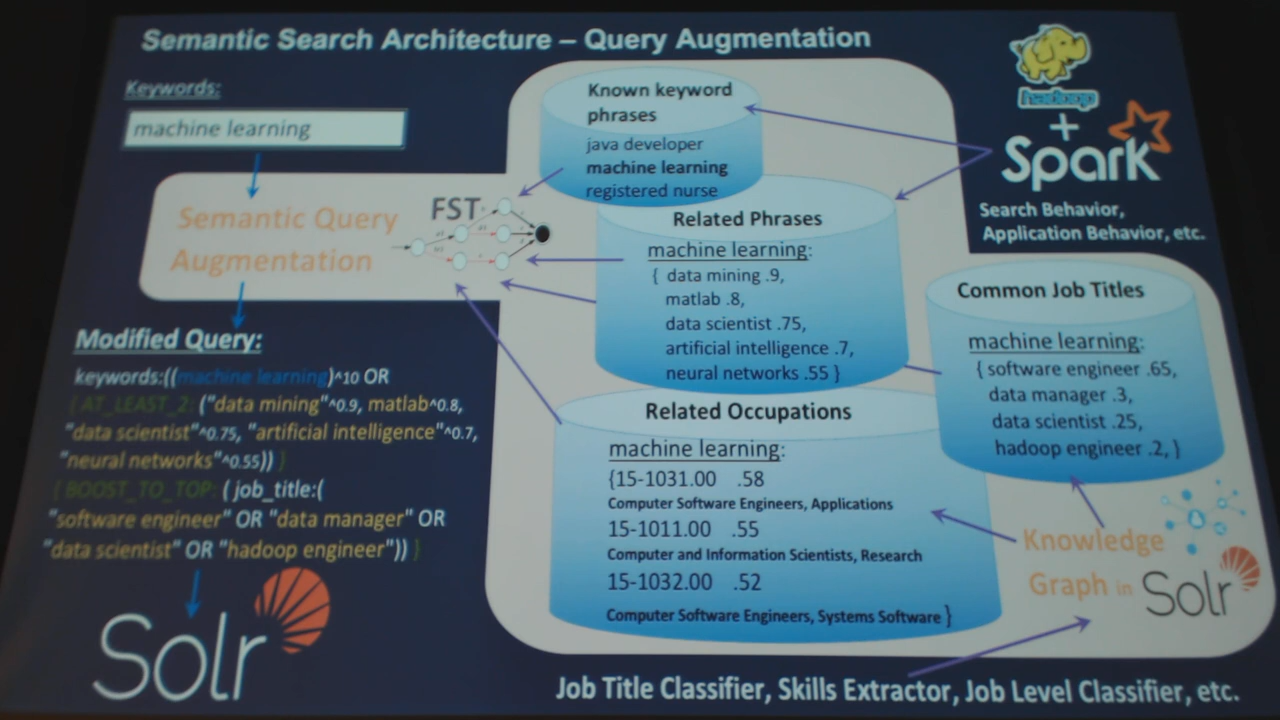 Semantic Search Architecture – Query Augmentation
Keywords:
machine learning
Semantic Query
Augmentation
FST
Modified Query:
keywords:((machine learning)^10 OR
{ AT_LEAST_2: ("data mining"^0.9, matlab^0.8,
"data scientist"^0.75, "artificial intelligence"^0.7,
"neural networks"^0.55)) }
{ BOOST_TO_TOP: ( job_title:(
"software engineer" OR "data manager" OR
"data scientist" OR "hadoop engineer")) }
Solr
Known keyword
phrases
java developer
machine learning
registered nurse
Related Phrases
machine learning:
{ data mining .9,
matlab .8,
data scientist .75,
artificial intelligence .7,
neural networks .55 }
Related Occupations
machine learning:
{15-1031.00 .58
Computer Software Engineers, Applications
15-1011.00 .55
Computer and Information Scientists, Research
15-1032.00 .52
Computer Software Engineers, Systems Software }
hadoop
+
Spark
Search Behavior,
Application Behavior, etc.
Common Job Titles
machine learning:
{ software engineer .65,
data manager .3,
data scientist .25,
hadoop engineer .2, }
Knowledge
Graph in Solr
Job Title Classifier, Skills Extractor, Job Level Classifier, etc.